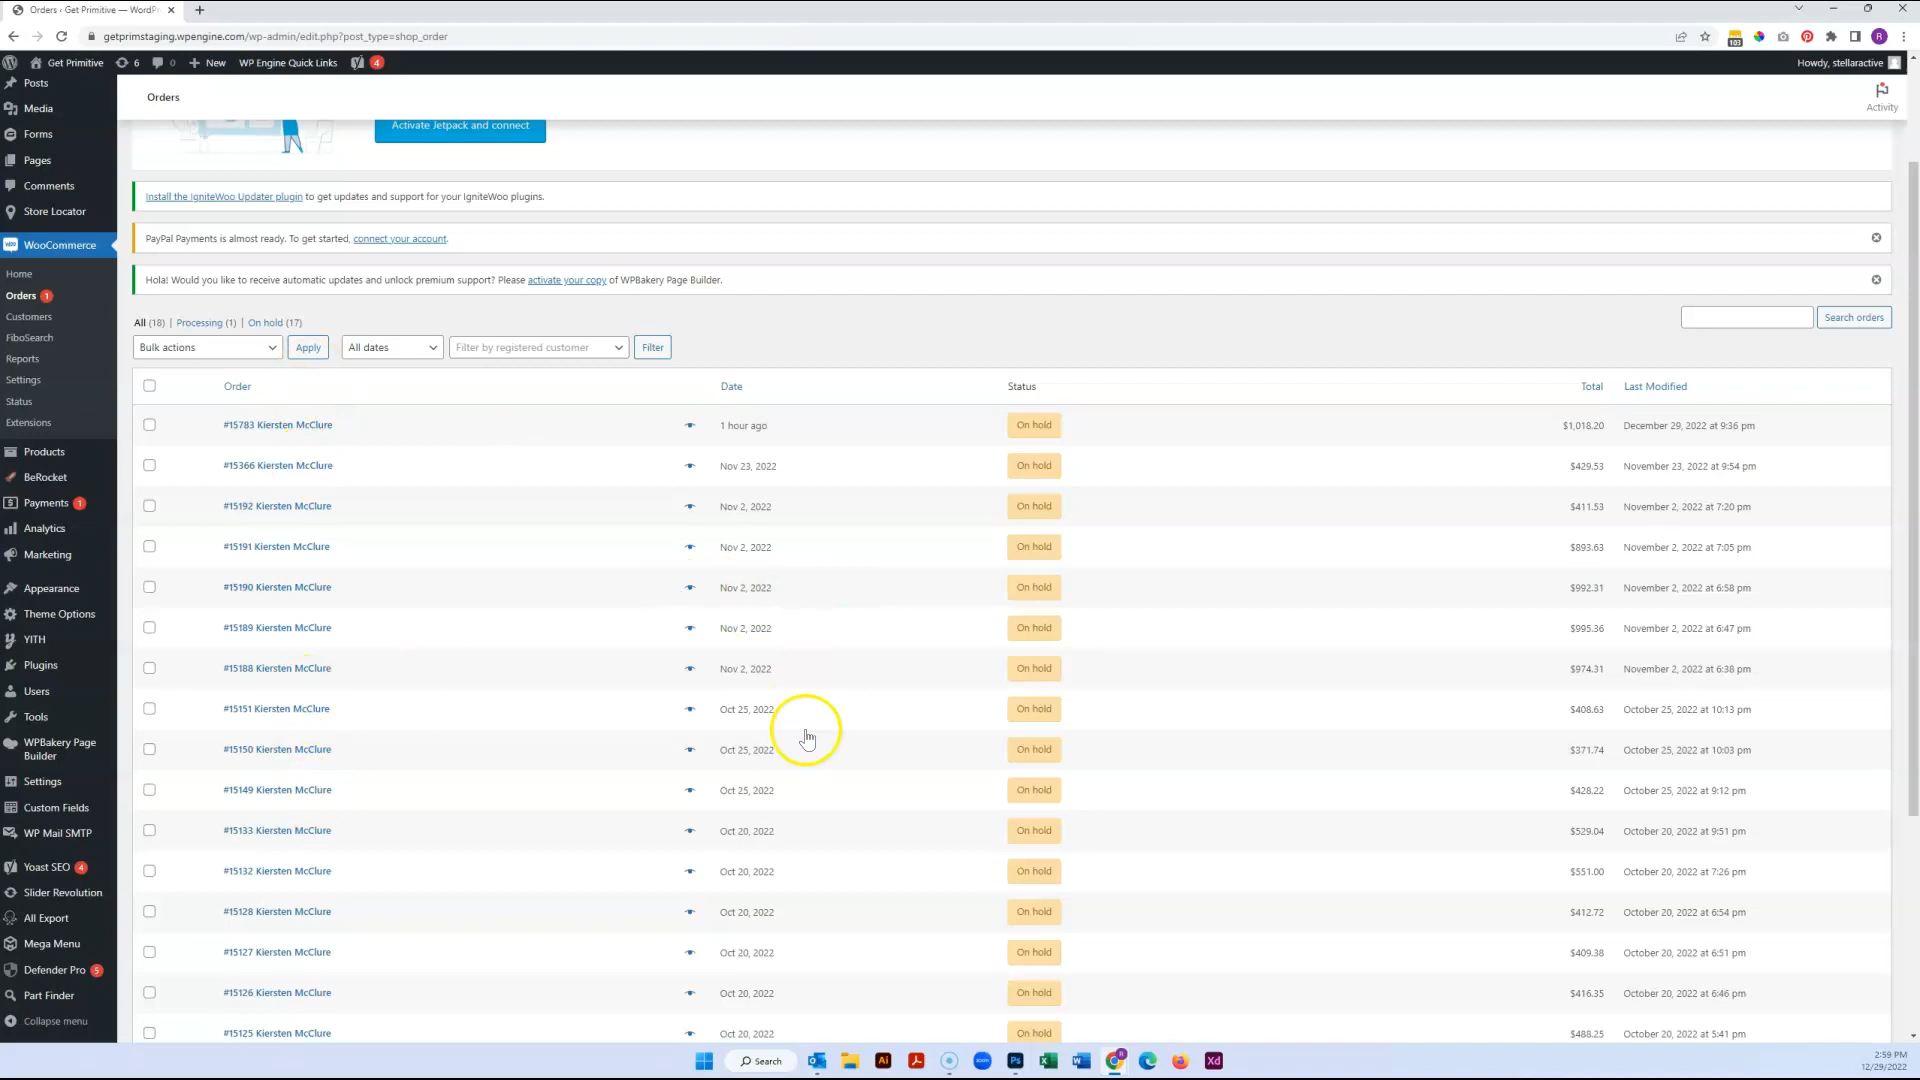 Orders ‹ Get Primitive — WordPr
getprimstaging.wpengine.com/wp-admin/edit.php?post_type=shop_order
103
R
Get Primitive 6 0 New WP Engine Quick Links 4 Howdy, stellaractive
Posts
Media
Forms
Pages
Comments
Store Locator
WooCommerce
Home
Orders 1
Customers
FiboSearch
Reports
Settings
Status
Extensions
Products
BeRocket
Payments 1
Analytics
Marketing
Appearance
Theme Options
YITH
Plugins
Users
Tools
WPBakery Page
Builder
Settings
Custom Fields
WP Mail SMTP
Yoast SEO 4
Slider Revolution
All Export
Mega Menu
Defender Pro 5
Part Finder
Collapse menu
Orders
Activity
Activate Jetpack and connect
Install the IgniteWoo Updater plugin to get updates and support for your IgniteWoo plugins.
PayPal Payments is almost ready. To get started, connect your account.
Hola! Would you like to receive automatic updates and unlock premium support? Please activate your copy of WPBakery Page Builder.
All (18) | Processing (1) | On hold (17)
Search orders
Bulk actions Apply All dates Filter by registered customer Filter
Order Date Status Total Last Modified
#15783 Kiersten McClure 1 hour ago On hold $1,018.20 December 29, 2022 at 9:36 pm
#15366 Kiersten McClure Nov 23, 2022 On hold $429.53 November 23, 2022 at 9:54 pm
#15192 Kiersten McClure Nov 2, 2022 On hold $411.53 November 2, 2022 at 7:20 pm
#15191 Kiersten McClure Nov 2, 2022 On hold $893.63 November 2, 2022 at 7:05 pm
#15190 Kiersten McClure Nov 2, 2022 On hold $992.31 November 2, 2022 at 6:58 pm
#15189 Kiersten McClure Nov 2, 2022 On hold $995.36 November 2, 2022 at 6:47 pm
#15188 Kiersten McClure Nov 2, 2022 On hold $974.31 November 2, 2022 at 6:38 pm
#15151 Kiersten McClure Oct 25, 2022 On hold $408.63 October 25, 2022 at 10:13 pm
#15150 Kiersten McClure Oct 25, 2022 On hold $371.74 October 25, 2022 at 10:03 pm
#15149 Kiersten McClure Oct 25, 2022 On hold $428.22 October 25, 2022 at 9:12 pm
#15133 Kiersten McClure Oct 20, 2022 On hold $529.04 October 20, 2022 at 9:51 pm
#15132 Kiersten McClure Oct 20, 2022 On hold $551.00 October 20, 2022 at 7:26 pm
#15128 Kiersten McClure Oct 20, 2022 On hold $412.72 October 20, 2022 at 6:54 pm
#15127 Kiersten McClure Oct 20, 2022 On hold $409.38 October 20, 2022 at 6:51 pm
#15126 Kiersten McClure Oct 20, 2022 On hold $416.35 October 20, 2022 at 6:46 pm
#15125 Kiersten McClure Oct 20, 2022 On hold $488.25 October 20, 2022 at 5:41 pm
Search
Ai
zoom
Ps
Xd
2:59 PM
12/29/2022